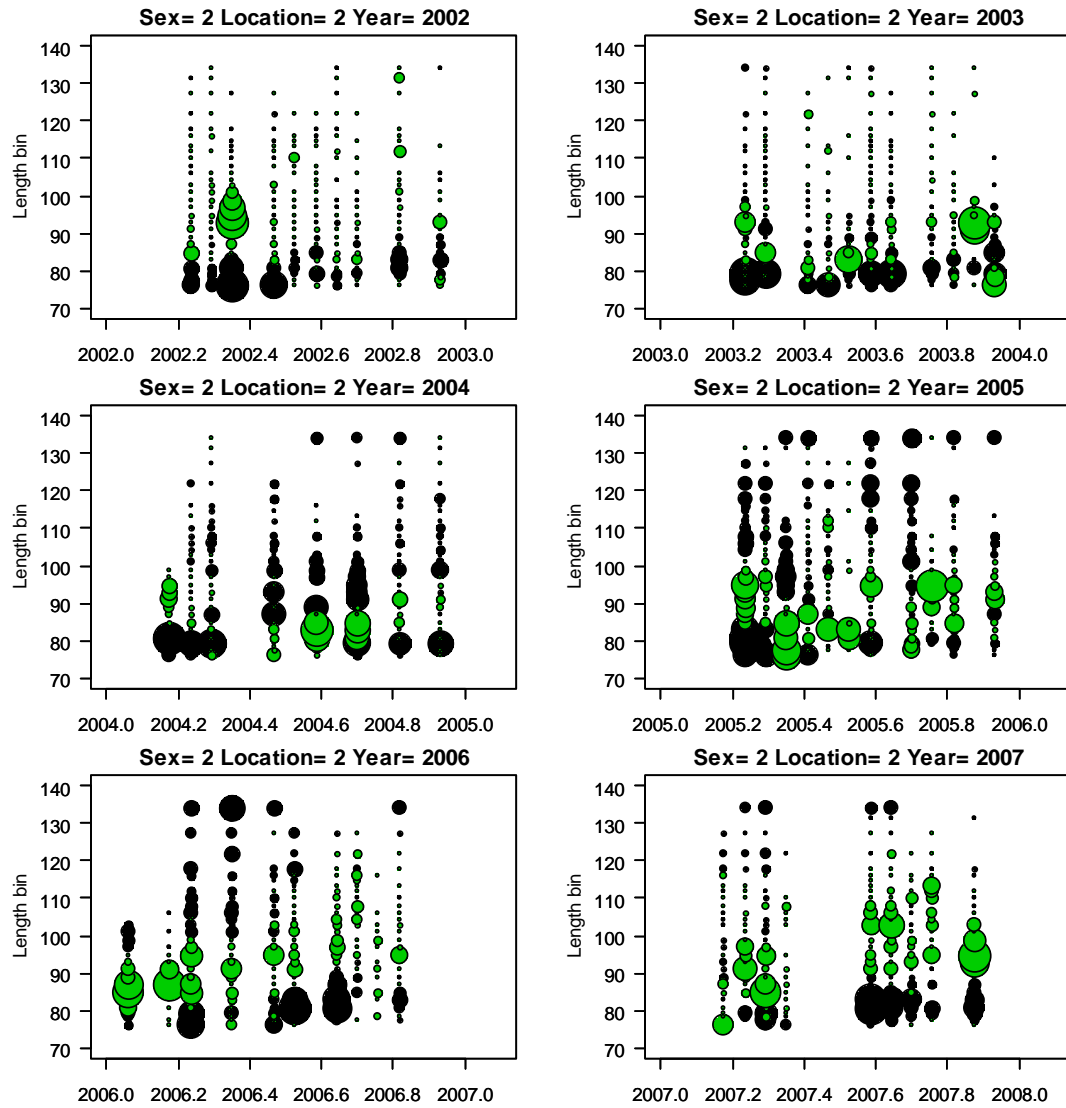 Sex= 2 Location= 2 Year= 2002
Length bin
140
130
120
110
100
90
80
70
2002.0 2002.2 2002.4 2002.6 2002.8 2003.0
Sex= 2 Location= 2 Year= 2003
Length bin
140
130
120
110
100
90
80
70
2003.0 2003.2 2003.4 2003.6 2003.8 2004.0
Sex= 2 Location= 2 Year= 2004
Length bin
140
130
120
110
100
90
80
70
2004.0 2004.2 2004.4 2004.6 2004.8 2005.0
Sex= 2 Location= 2 Year= 2005
Length bin
140
130
120
110
100
90
80
70
2005.0 2005.2 2005.4 2005.6 2005.8 2006.0
Sex= 2 Location= 2 Year= 2006
Length bin
140
130
120
110
100
90
80
70
2006.0 2006.2 2006.4 2006.6 2006.8 2007.0
Sex= 2 Location= 2 Year= 2007
Length bin
140
130
120
110
100
90
80
70
2007.0 2007.2 2007.4 2007.6 2007.8 2008.0